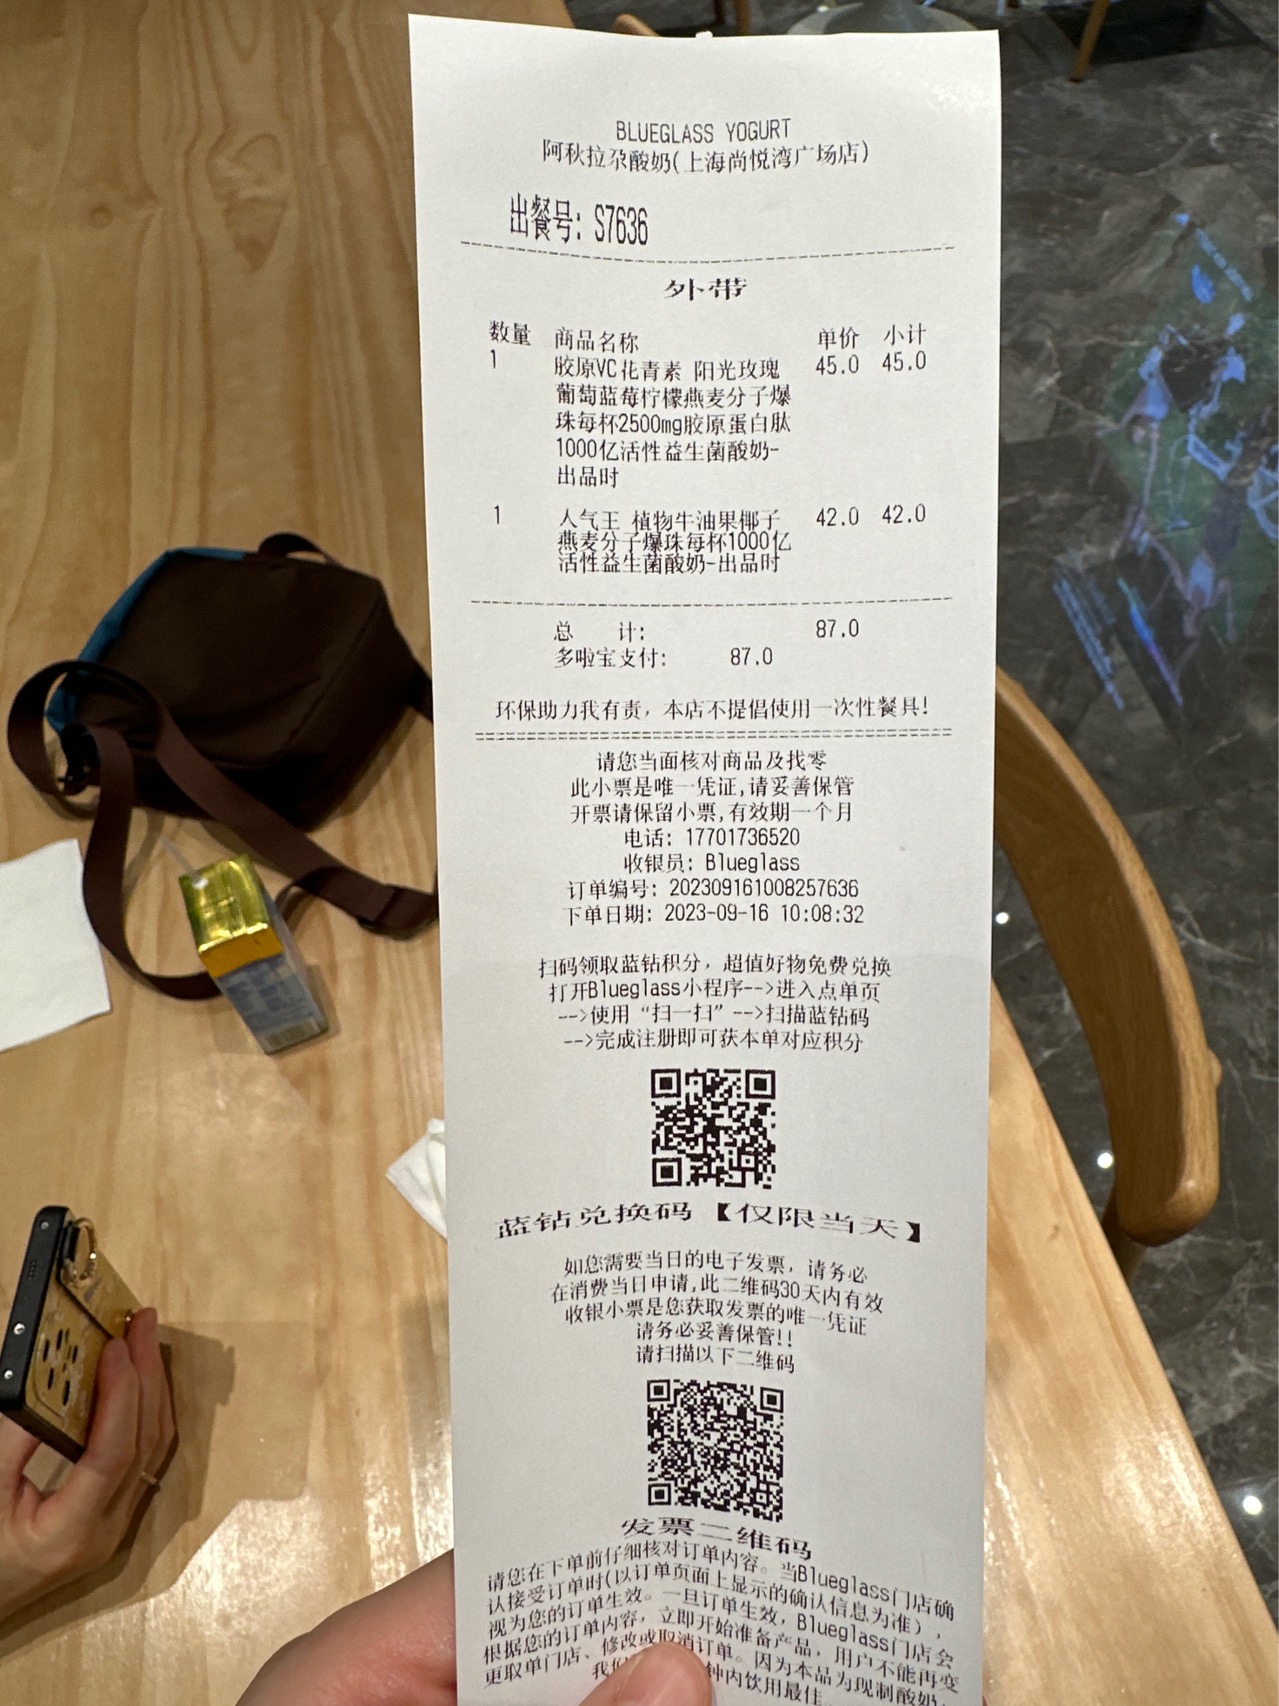 BLUEGLASS YOGURT
阿秋拉尕酸奶(上海尚悦湾广场店)
出餐号: S7636
外带
数量 商品名称 单价 小计
1 胶原VC花青素 阳光玫瑰 45.0 45.0
葡萄蓝莓柠檬燕麦分子爆
珠每杯2500mg胶原蛋白肽
1000亿活性益生菌酸奶-
出品时
1 人气王 植物牛油果椰子 42.0 42.0
燕麦分子爆珠每杯1000亿
活性益生菌酸奶-出品时
总 计: 87.0
多啦宝支付: 87.0
环保助力我有责，本店不提倡使用一次性餐具!
请您当面核对商品及找零
此小票是唯一凭证,请妥善保管
开票请保留小票,有效期一个月
电话: 17701736520
收银员: Blueglass
订单编号: 202309161008257636
下单日期: 2023-09-16 10:08:32
扫码领取蓝钻积分，超值好物免费兑换
打开Blueglass小程序-->进入点单页
-->使用“扫一扫”-->扫描蓝钻码
-->完成注册即可获本单对应积分
蓝钻兑换码【仅限当天】
如您需要当日的电子发票，请务必
在消费当日申请,此二维码30天内有效
收银小票是您获取发票的唯一凭证
请务必妥善保管!!
请扫描以下二维码
发票二维码
请您在下单前仔细核对订单内容。当Blueglass门店确
认接受订单时(以订单页面上显示的确认信息为准)，
视为您的订单生效。一旦订单生效，Blueglass门店会
根据您的订单内容，立即开始准备产品，用户不能再变
更取单门店、修改或取消订单。因为本品为现制酸奶，
我们 钟内饮用最佳